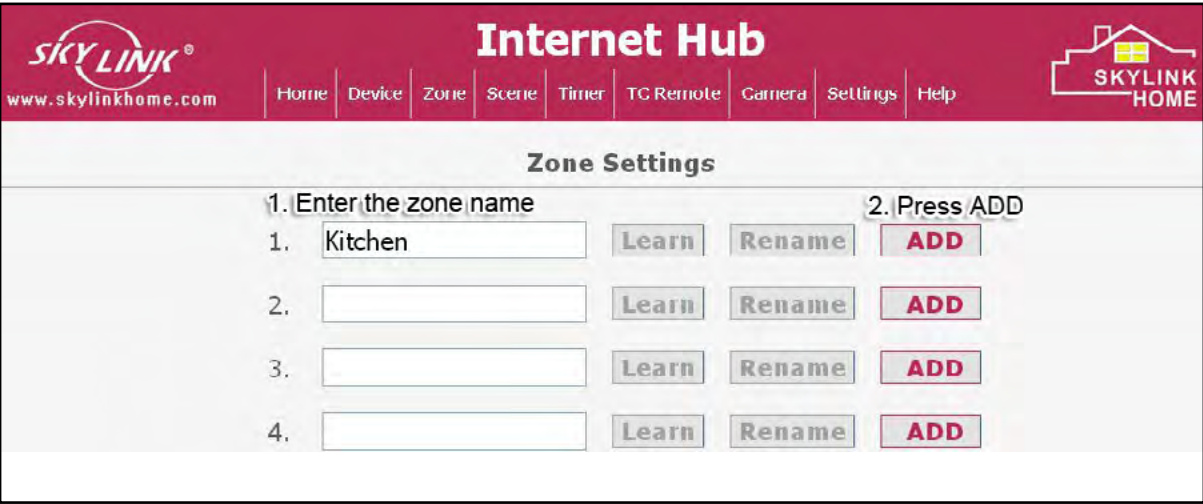 SKYLINK®
www.skylinkhome.com
Internet Hub
Home Device Zone Scene Timer TC Remote Camera Settings Help
SKYLINK
HOME
Zone Settings
1. Enter the zone name 2. Press ADD
1. Kitchen Learn Rename ADD
2. Learn Rename ADD
3. Learn Rename ADD
4. Learn Rename ADD